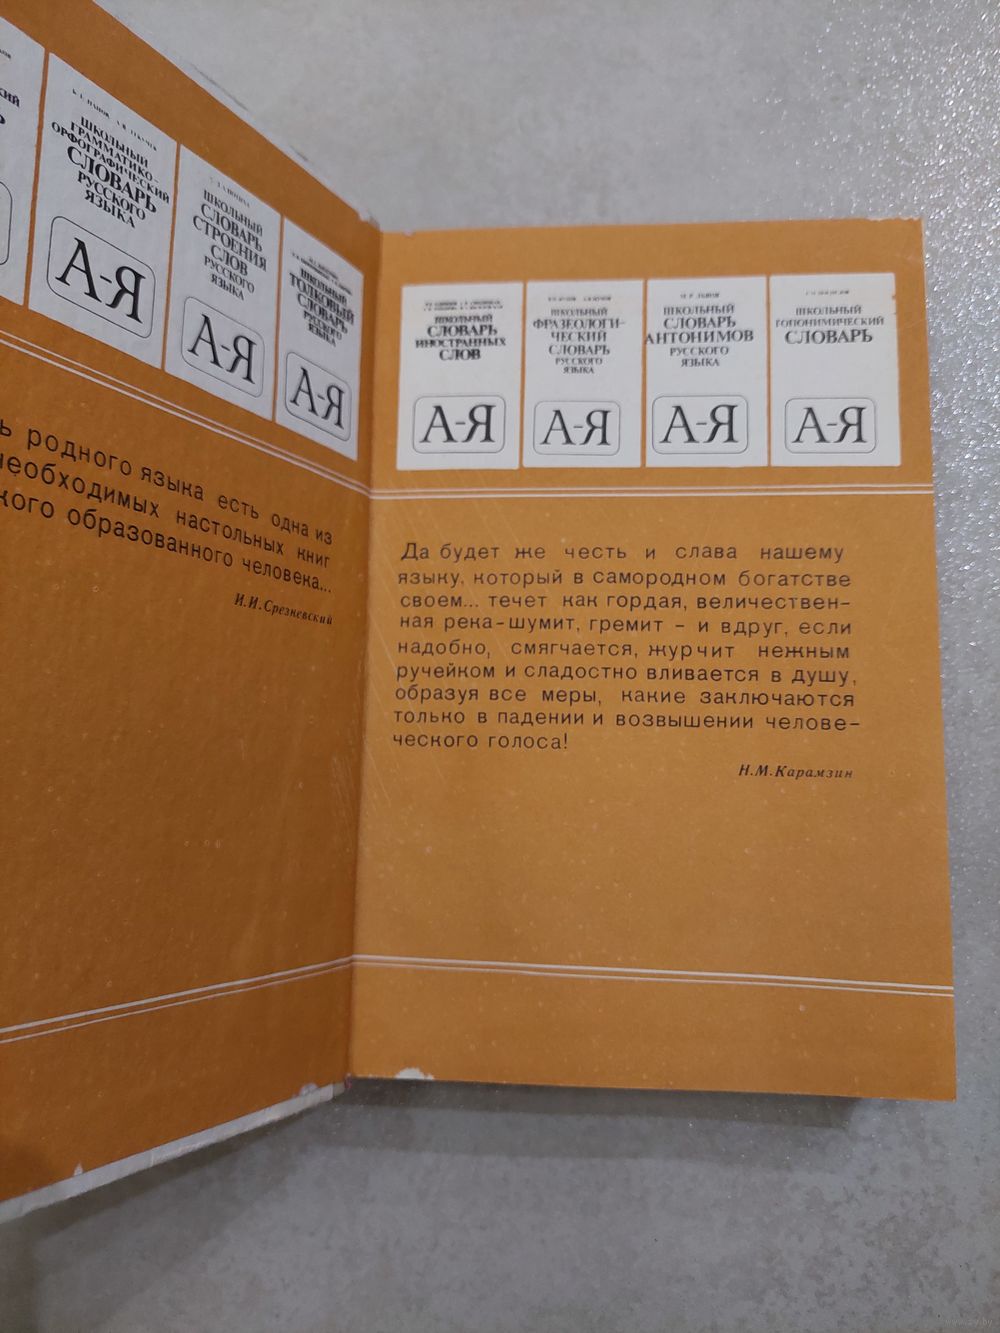 ШКОЛЬНЫЙ
ГРАММАТИКО-
ОРФОГРАФИЧЕСКИЙ
СЛОВАРЬ
РУССКОГО
ЯЗЫКА
А-Я
ШКОЛЬНЫЙ
СЛОВАРЬ
СТРОЕНИЯ
СЛОВ
РУССКОГО
ЯЗЫКА
А-Я
ШКОЛЬНЫЙ
ТОЛКОВЫЙ
СЛОВАРЬ
РУССКОГО
ЯЗЫКА
А-Я
родного языка есть одна из
необходимых настольных книг
образованного человека...
И.И.Срезневский
ШКОЛЬНЫЙ
СЛОВАРЬ
ИНОСТРАННЫХ
СЛОВ
А-Я
ШКОЛЬНЫЙ
ФРАЗЕОЛОГИ-
ЧЕСКИЙ
СЛОВАРЬ
РУССКОГО
ЯЗЫКА
А-Я
ШКОЛЬНЫЙ
СЛОВАРЬ
АНТОНИМОВ
РУССКОГО
ЯЗЫКА
А-Я
ШКОЛЬНЫЙ
ТОПОНИМИЧЕСКИЙ
СЛОВАРЬ
А-Я
Да будет же честь и слава нашему
языку, который в самородном богатстве
своем... течет как гордая, величествен-
ная река-шумит, гремит - и вдруг, если
надобно, смягчается, журчит нежным
ручейком и сладостно вливается в душу,
образуя все меры, какие заключаются
только в падении и возвышении челове-
ческого голоса!
Н.М.Карамзин